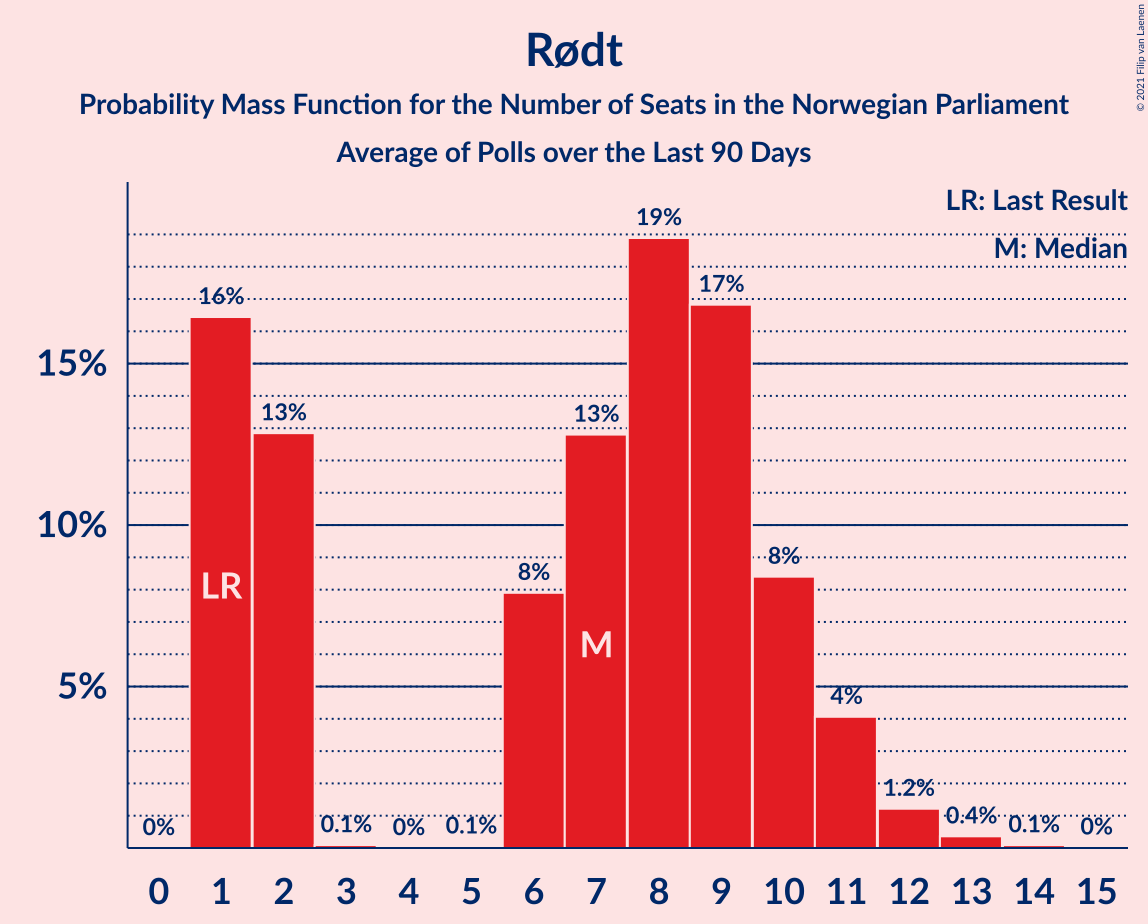 Rødt
Probability Mass Function for the Number of Seats in the Norwegian Parliament
Average of Polls over the Last 90 Days
© 2021 Filip van Laenen
LR: Last Result
M: Median
15%
10%
5%
0%
16%
13%
0.1%
0%
0.1%
8%
13%
19%
17%
8%
4%
1.2%
0.4%
0.1%
0%
LR
M
0 1 2 3 4 5 6 7 8 9 10 11 12 13 14 15